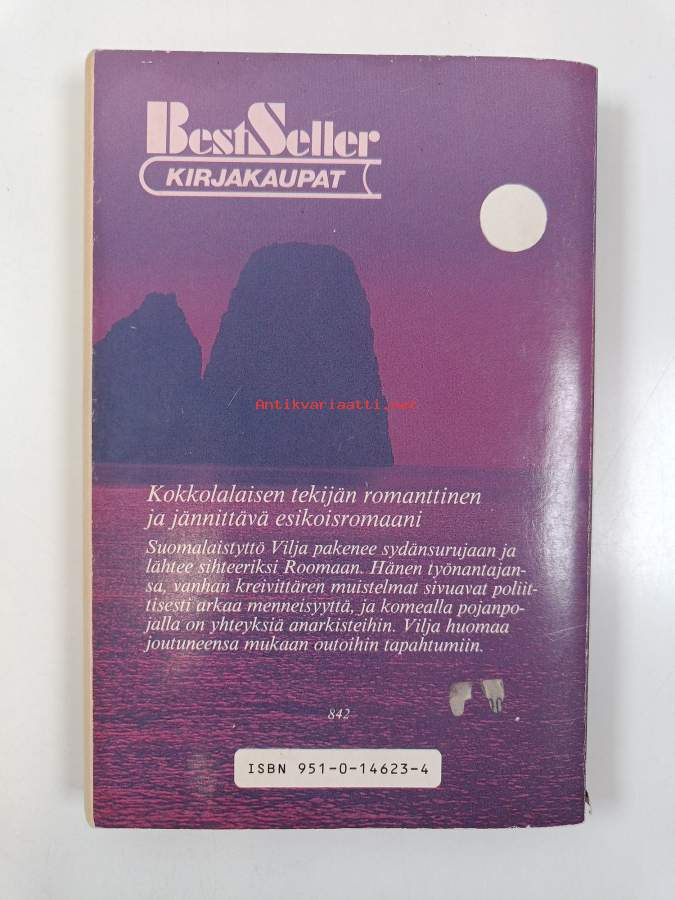 BestSeller
KIRJAKAUPAT
Antikvariaatti.net
Kokkolalaisen tekijän romanttinen
ja jännittävä esikoisromaani
Suomalaistyttö Vilja pakenee sydänsurujaan ja
lähtee sihteeriksi Roomaan. Hänen työnantajan-
sa, vanhan kreivittären muistelmat sivuavat poliit-
tisesti arkaa menneisyyttä, ja komealla pojanpo-
jalla on yhteyksiä anarkisteihin. Vilja huomaa
joutuneensa mukaan outoihin tapahtumiin.
842
ISBN 951-0-14623-4